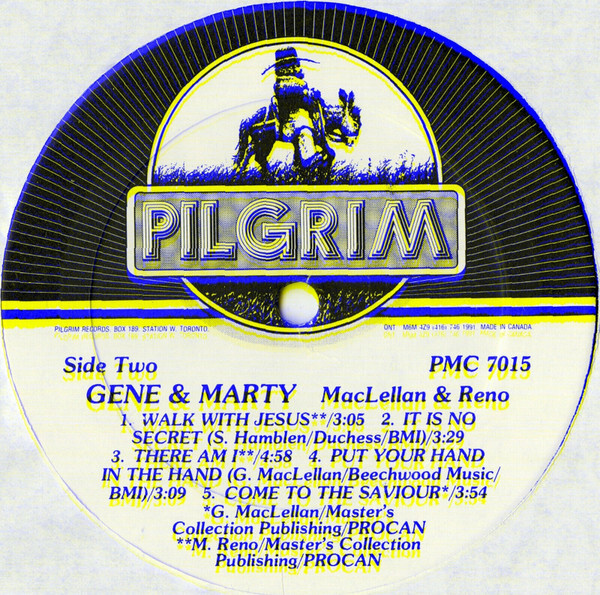 PILGRIM
PILGRIM RECORDS. BOX 189. STATION W. TORONTO. ONT M6M 4Z9 (416) 746 1991 MADE IN CANADA
Side Two PMC 7015
GENE & MARTY MacLellan & Reno
1. WALK WITH JESUS**/3:05 2. IT IS NO
SECRET (S. Hamblen/Duchess/BMI)/3:29
3. THERE AM I**/4:58 4. PUT YOUR HAND
IN THE HAND (G. MacLellan/Beechwood Music/
BMI)/3:09 5. COME TO THE SAVIOUR*/3:54
*G. MacLellan/Master's
Collection Publishing/PROCAN
**M. Reno/Master's Collection
Publishing/PROCAN